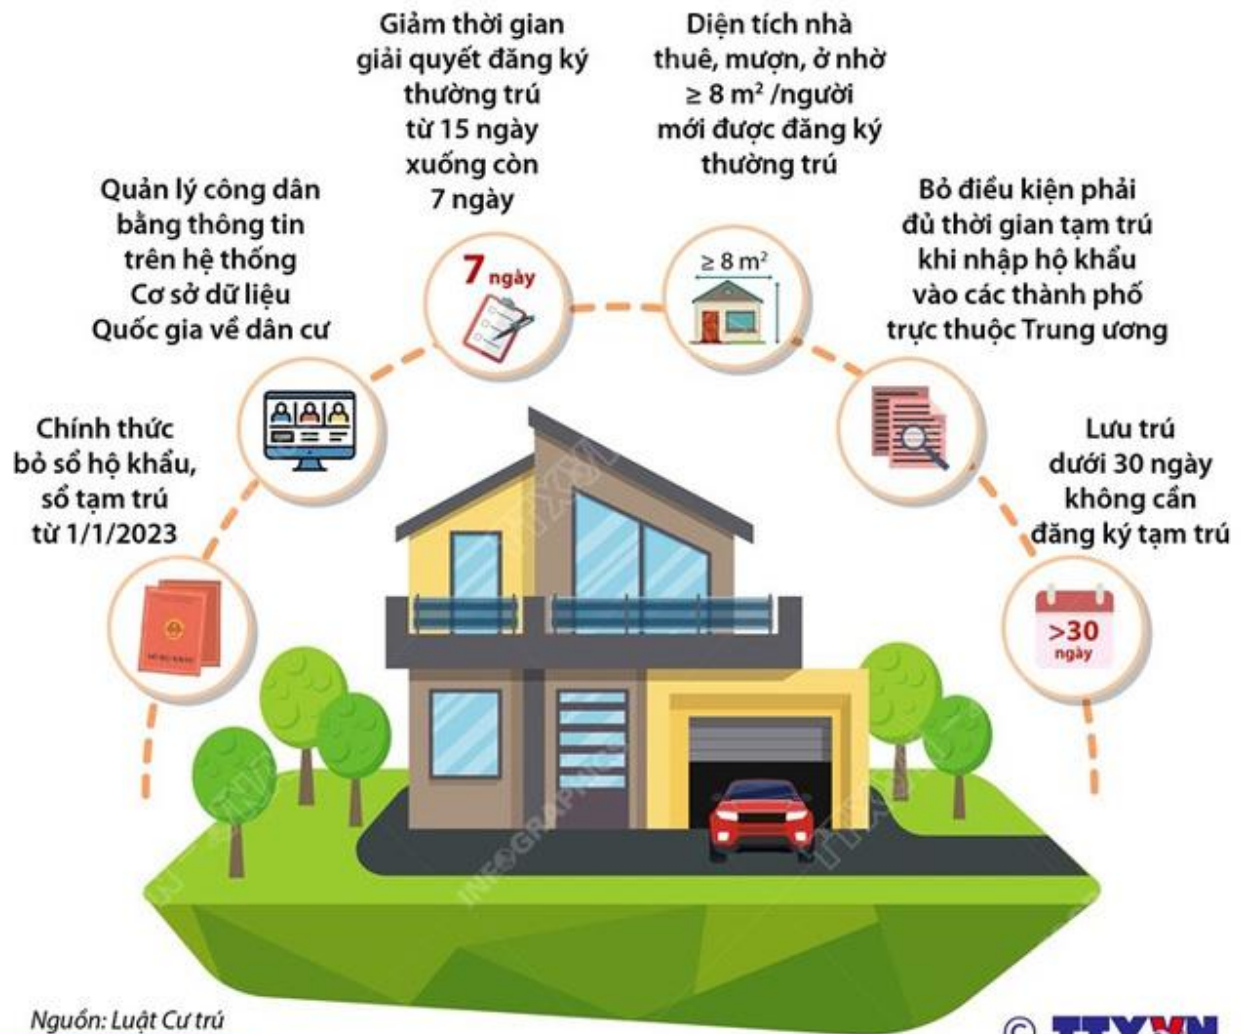 Giảm thời gian
giải quyết đăng ký
thường trú
từ 15 ngày
xuống còn
7 ngày
Diện tích nhà
thuê, mượn, ở nhờ
≥ 8 m² /người
mới được đăng ký
thường trú
Quản lý công dân
bằng thông tin
trên hệ thống
Cơ sở dữ liệu
Quốc gia về dân cư
Bỏ điều kiện phải
đủ thời gian tạm trú
khi nhập hộ khẩu
vào các thành phố
trực thuộc Trung ương
7 ngày
≥ 8 m²
Chính thức
bỏ sổ hộ khẩu,
sổ tạm trú
từ 1/1/2023
Lưu trú
dưới 30 ngày
không cần
đăng ký tạm trú
>30
ngày
INFOGRAPHICS
Nguồn: Luật Cư trú
© TTXVN